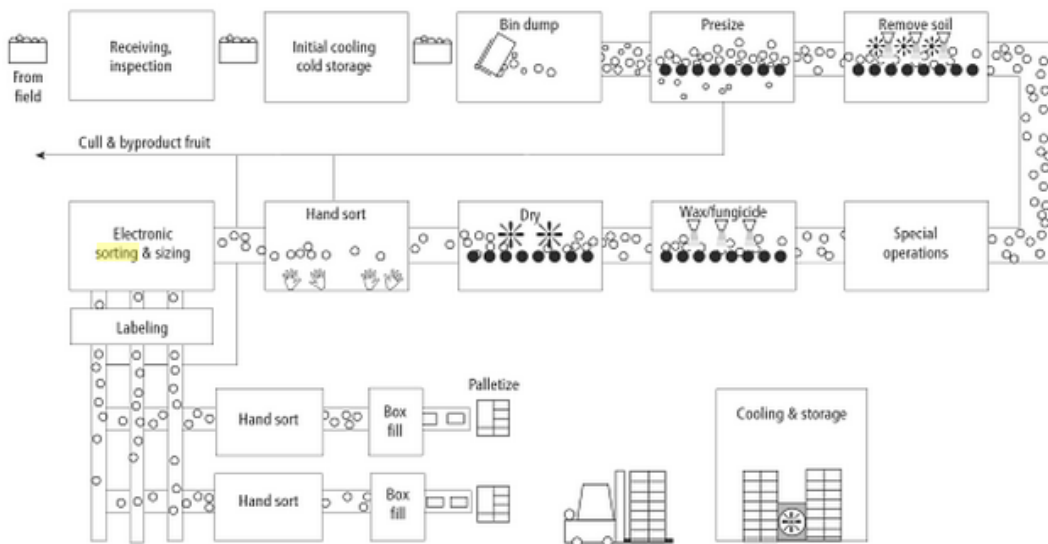 From
field
Receiving,
inspection
Initial cooling
cold storage
Bin dump
Presize
Remove soil
Cull & byproduct fruit
Electronic
sorting & sizing
Hand sort
Dry
Wax/fungicide
Special
operations
Labeling
Hand sort
Box
fill
Palletize
Hand sort
Box
fill
Cooling & storage